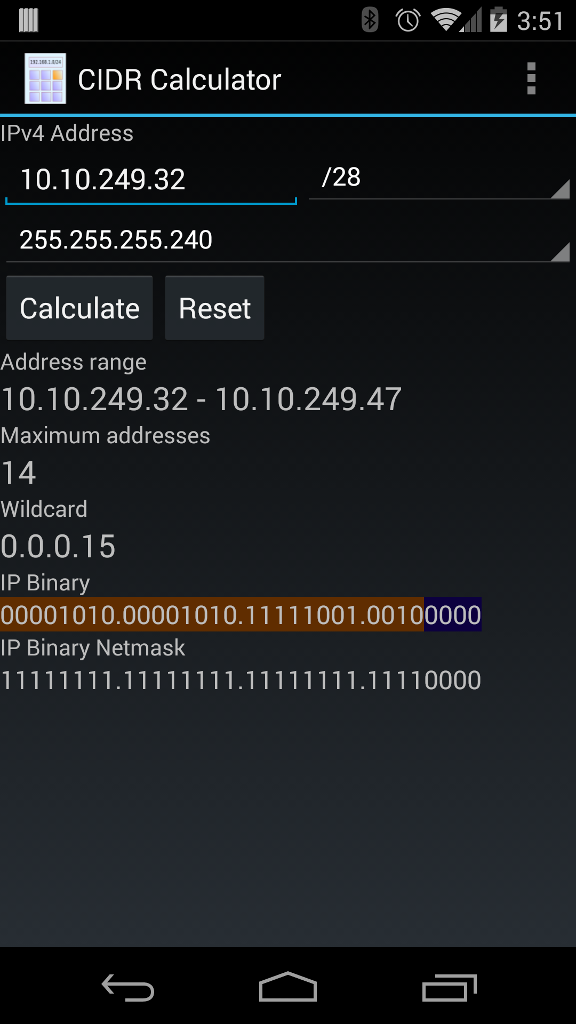 3:51
192.168.1.0/24
CIDR Calculator
IPv4 Address
10.10.249.32 /28
255.255.255.240
Calculate Reset
Address range
10.10.249.32 - 10.10.249.47
Maximum addresses
14
Wildcard
0.0.0.15
IP Binary
00001010.00001010.11111001.00100000
IP Binary Netmask
11111111.11111111.11111111.11110000